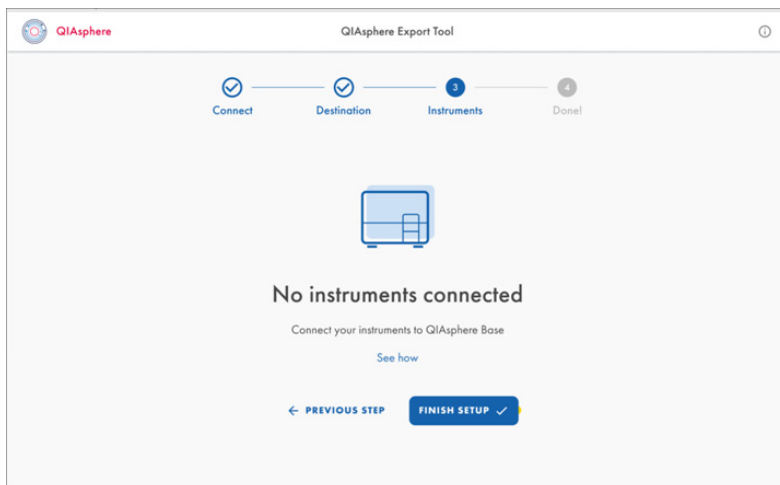 QIAsphere
QIAsphere Export Tool
3
4
Connect
Destination
Instruments
Done!
No instruments connected
Connect your instruments to QIAsphere Base
See how
← PREVIOUS STEP
FINISH SETUP ✓